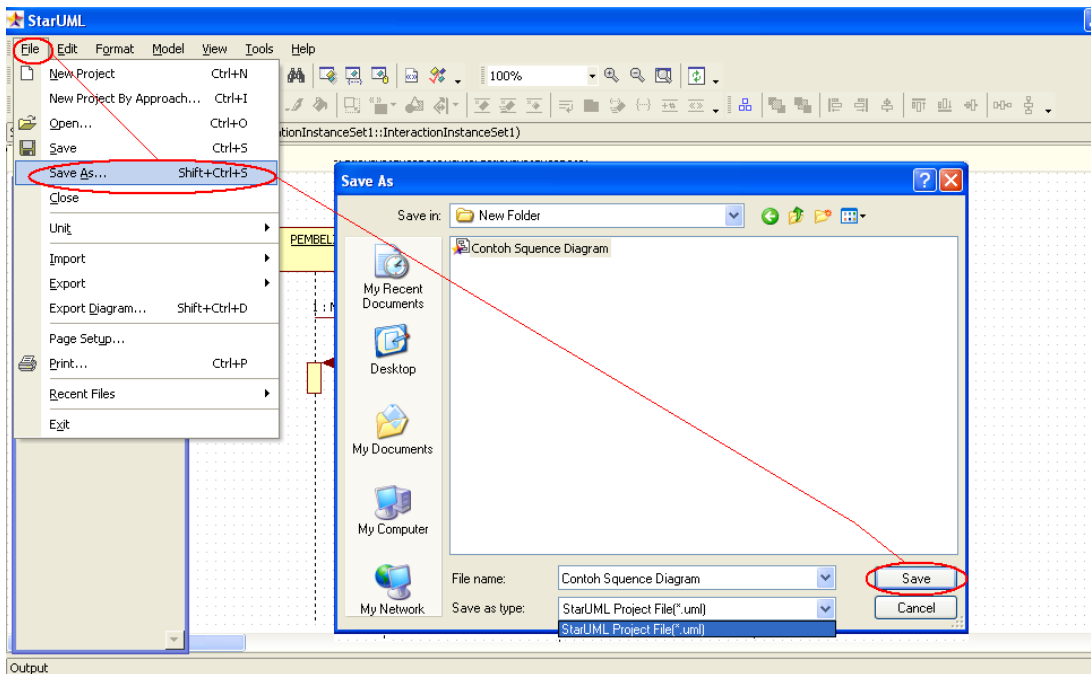 StarUML
File Edit Format Model View Tools Help
New Project Ctrl+N
100%
New Project By Approach... Ctrl+I
Open... Ctrl+O
ionInstanceSet1::InteractionInstanceSet1)
Save Ctrl+S
Save As... Shift+Ctrl+S
Close
Unit
Import
Export
Export Diagram... Shift+Ctrl+D
Page Setup...
Print... Ctrl+P
Recent Files
Exit
PEMBELI
1 :
Save As
Save in: New Folder
Contoh Squence Diagram
My Recent
Documents
Desktop
My Documents
My Computer
My Network
File name: Contoh Squence Diagram Save
Save as type: StarUML Project File(*.uml) Cancel
StarUML Project File(*.uml)
Output